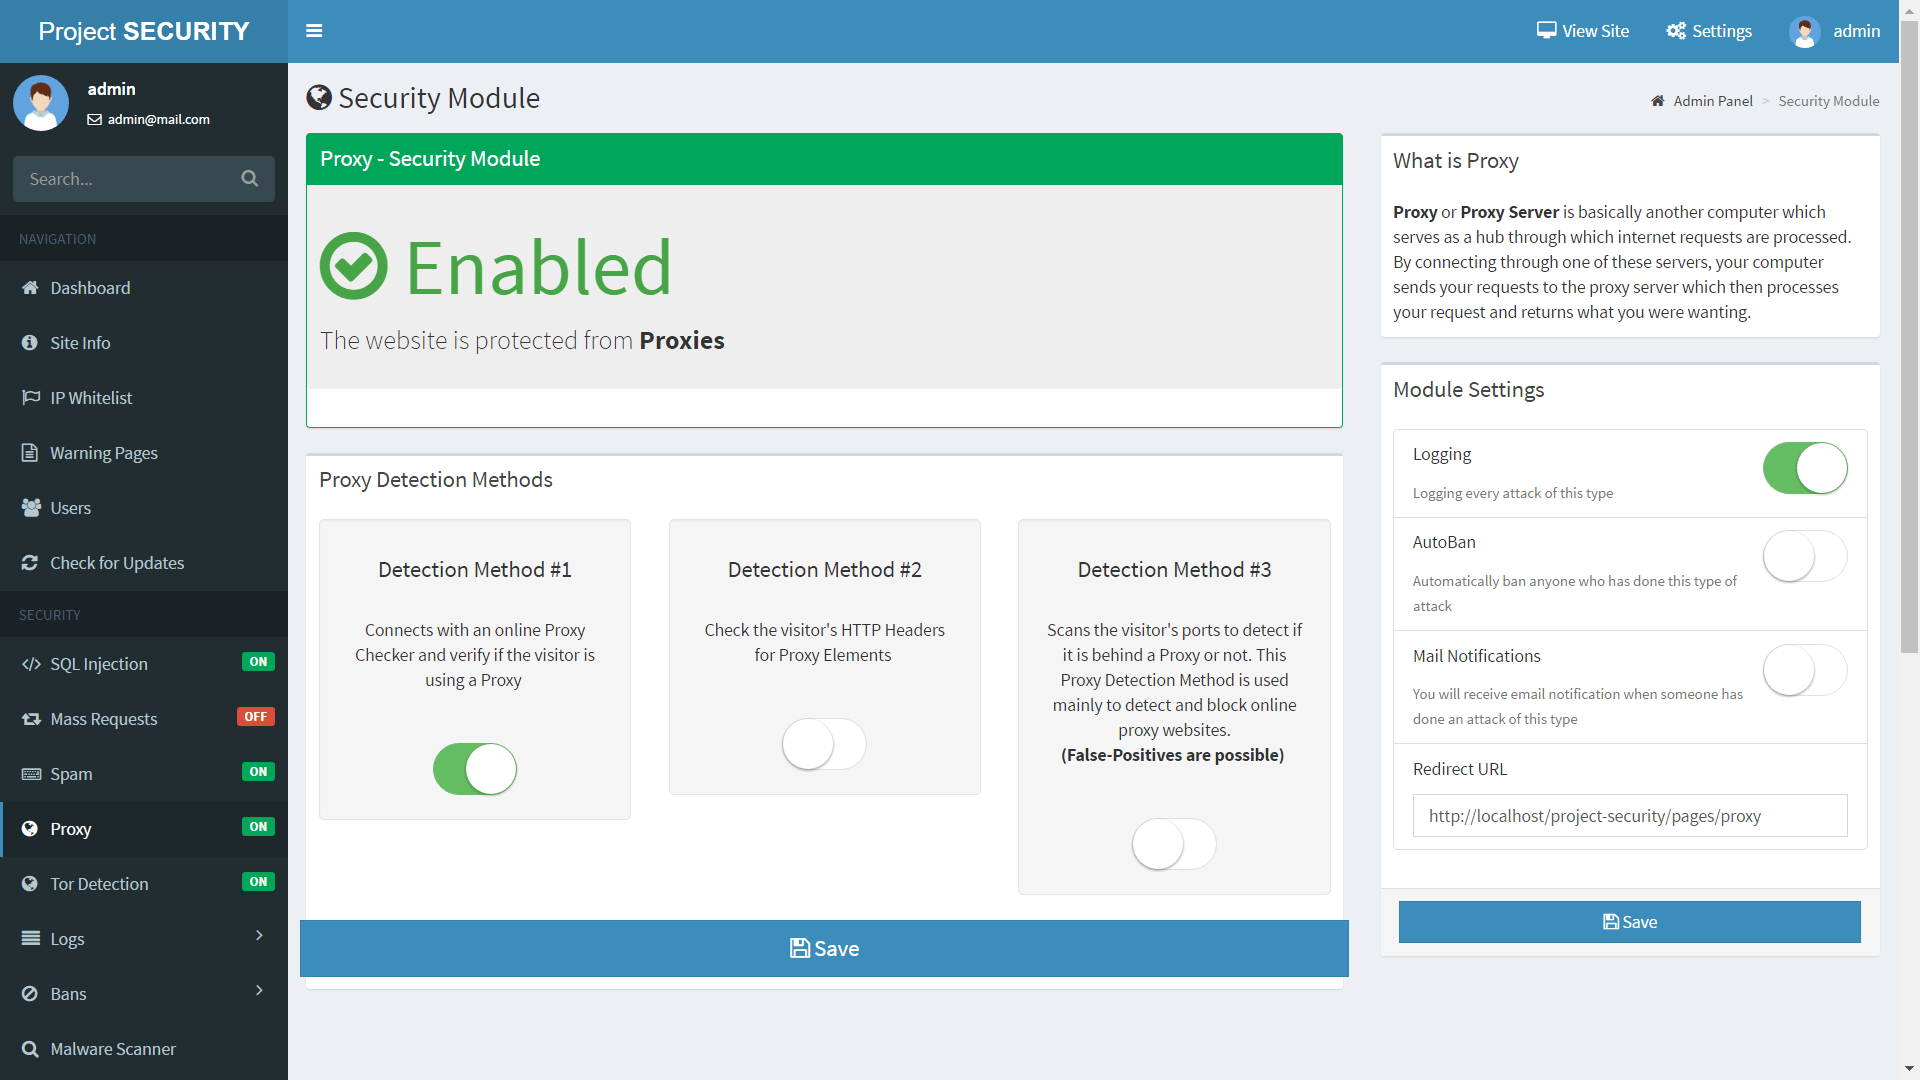 Project SECURITY
View Site
Settings
admin
admin
admin@mail.com
Search...
NAVIGATION
Dashboard
Site Info
IP Whitelist
Warning Pages
Users
Check for Updates
SECURITY
SQL Injection ON
Mass Requests OFF
Spam ON
Proxy ON
Tor Detection ON
Logs
Bans
Malware Scanner
Security Module
Admin Panel > Security Module
Proxy - Security Module
Enabled
The website is protected from Proxies
Proxy Detection Methods
Detection Method #1
Connects with an online Proxy
Checker and verify if the visitor is
using a Proxy
Detection Method #2
Check the visitor's HTTP Headers
for Proxy Elements
Detection Method #3
Scans the visitor's ports to detect if
it is behind a Proxy or not. This
Proxy Detection Method is used
mainly to detect and block online
proxy websites.
(False-Positives are possible)
Save
What is Proxy
Proxy or Proxy Server is basically another computer which
serves as a hub through which internet requests are processed.
By connecting through one of these servers, your computer
sends your requests to the proxy server which then processes
your request and returns what you were wanting.
Module Settings
Logging
Logging every attack of this type
AutoBan
Automatically ban anyone who has done this type of
attack
Mail Notifications
You will receive email notification when someone has
done an attack of this type
Redirect URL
http://localhost/project-security/pages/proxy
Save